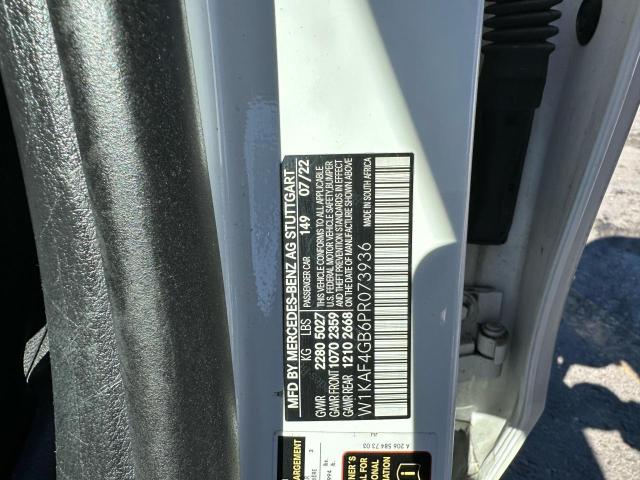 MFD BY MERCEDES-BENZ AG STUTTGART
PASSENGER CAR 149 07/22
KG LBS THIS VEHICLE CONFORMS TO ALL APPLICABLE
GVWR 2280 5027 U.S. FEDERAL MOTOR VEHICLE SAFETY, BUMPER
GAWR FRONT 1070 2359 AND THEFT PREVENTION STANDARDS IN EFFECT
GAWR REAR 1210 2668 ON THE DATE OF MANUFACTURE SHOWN ABOVE
W1KAF4GB6PR073936 MADE IN SOUTH AFRICA
A 206 584 73 03